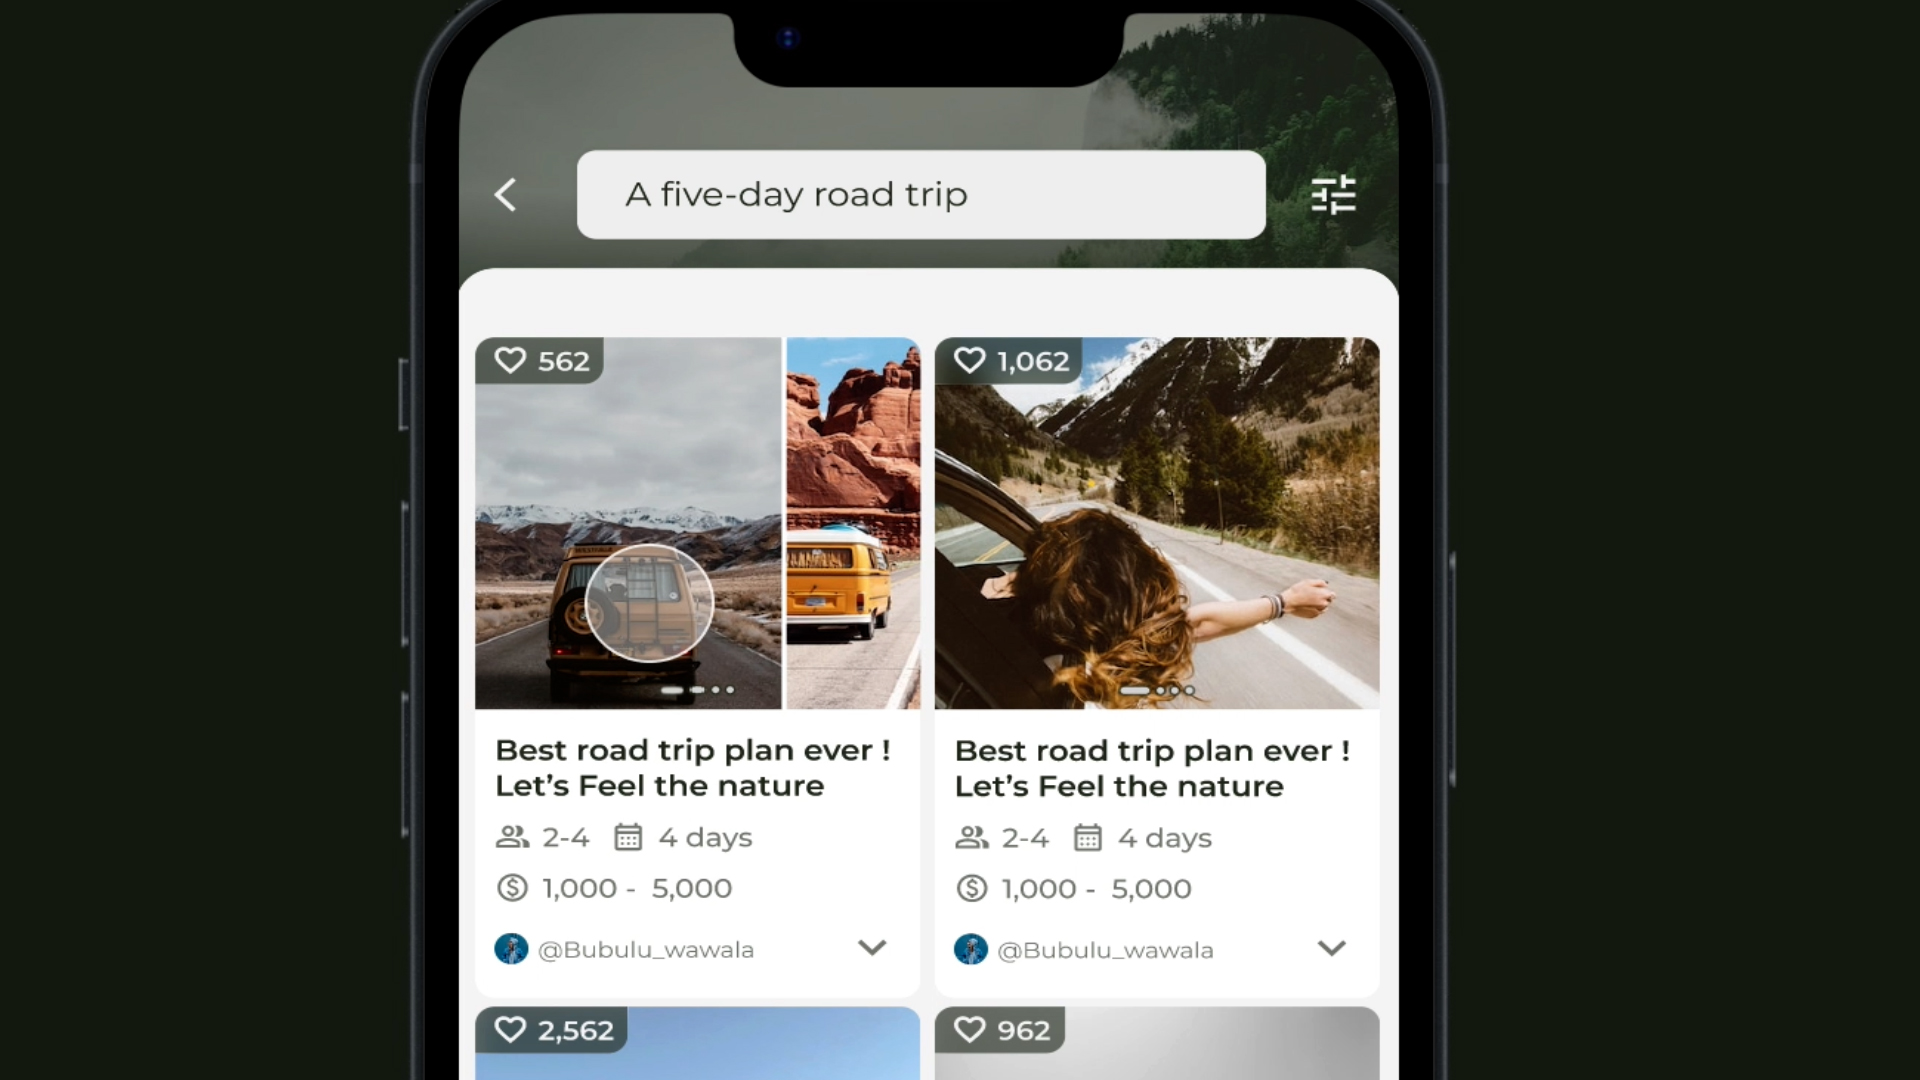 A five-day road trip
562
1,062
Best road trip plan ever !
Let’s Feel the nature
2-4 4 days
1,000 - 5,000
@Bubulu_wawala
Best road trip plan ever !
Let’s Feel the nature
2-4 4 days
1,000 - 5,000
@Bubulu_wawala
2,562
962